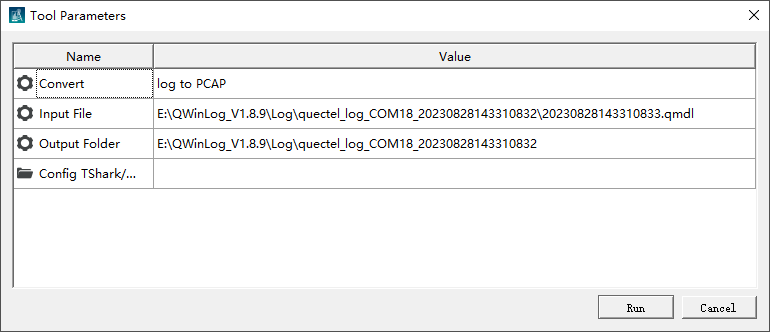 Tool Parameters
Name Value
Convert log to PCAP
Input File E:\QWinLog_V1.8.9\Log\quectel_log_COM18_20230828143310832\20230828143310833.qmdl
Output Folder E:\QWinLog_V1.8.9\Log\quectel_log_COM18_20230828143310832
Config TShark/...
Run Cancel